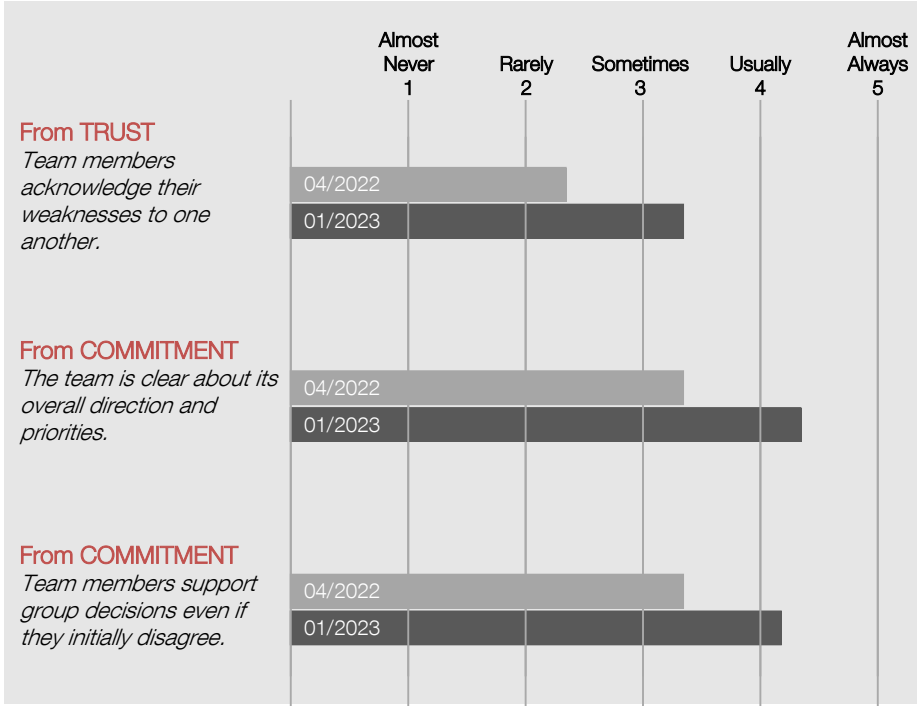 Almost
Never
1
Rarely
2
Sometimes
3
Usually
4
Almost
Always
5
From TRUST
Team members
acknowledge their
weaknesses to one
another.
04/2022
01/2023
From COMMITMENT
The team is clear about its
overall direction and
priorities.
04/2022
01/2023
From COMMITMENT
Team members support
group decisions even if
they initially disagree.
04/2022
01/2023